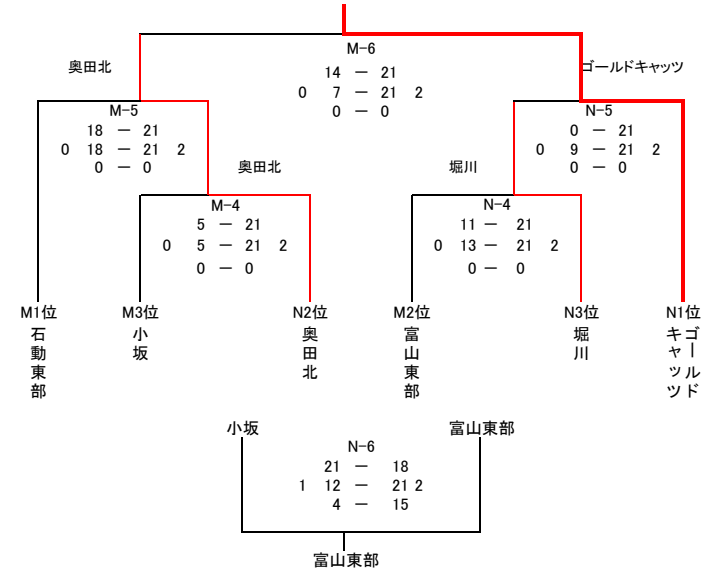 M-6
奥田北
ゴールドキャッツ
14 － 21
0 7 － 21 2
0 － 0
M-5
18 － 21
0 18 － 21 2
0 － 0
N-5
0 － 21
0 9 － 21 2
0 － 0
奥田北
堀川
M-4
5 － 21
0 5 － 21 2
0 － 0
N-4
11 － 21
0 13 － 21 2
0 － 0
M1位
M3位
N2位
M2位
N3位
N1位
石動東部
小坂
奥田北
富山東部
堀川
ゴールド
キャッツ
小坂
富山東部
N-6
21 － 18
1 12 － 21 2
4 － 15
富山東部